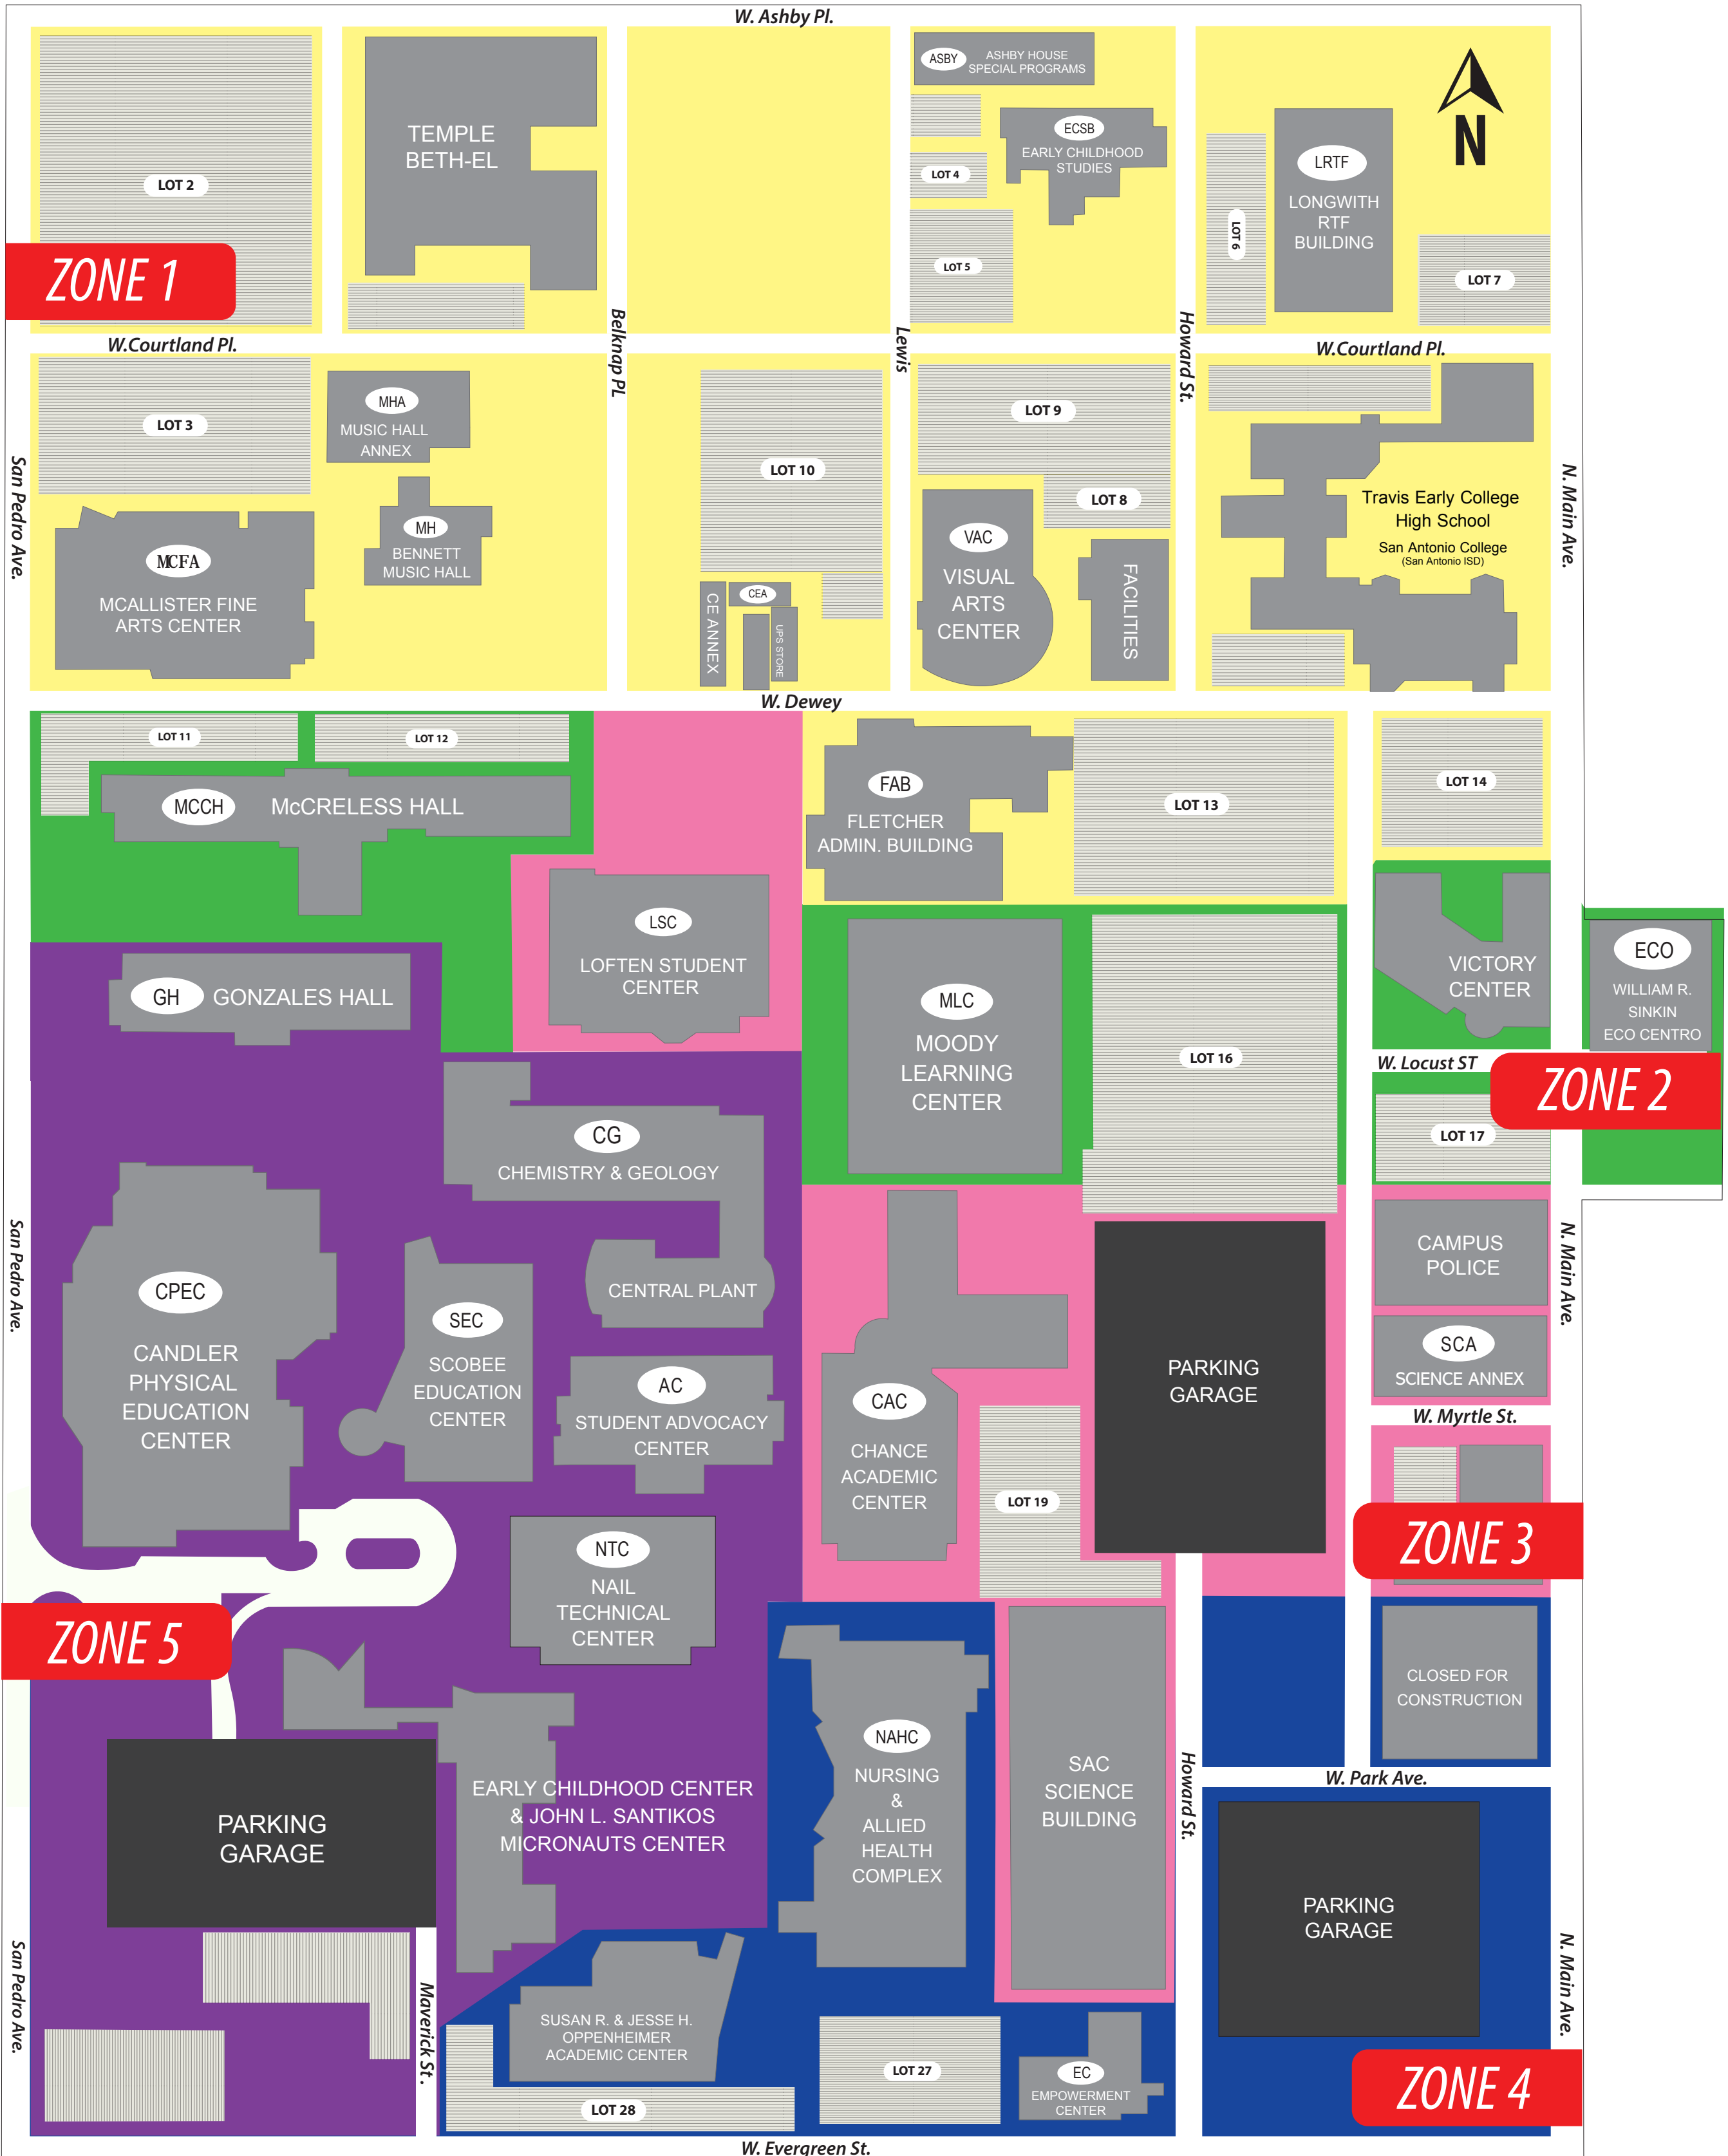 W. Ashby Pl.
ASBY
ASHBY HOUSE
SPECIAL PROGRAMS
N
TEMPLE
BETH-EL
ECSB
EARLY CHILDHOOD
STUDIES
LRTF
LONGWITH
RTF
BUILDING
LOT 2
LOT 4
LOT 5
LOT 6
LOT 7
ZONE 1
Belknap PL
Lewis
Howard St.
W.Courtland Pl.
W.Courtland Pl.
San Pedro Ave.
LOT 3
MHA
MUSIC HALL
ANNEX
MH
BENNETT
MUSIC HALL
MCFA
MCALLISTER FINE
ARTS CENTER
LOT 10
CE ANNEX
CEA
UPS STORE
LOT 9
LOT 8
VAC
VISUAL
ARTS
CENTER
FACILITIES
Travis Early College
High School
San Antonio College
(San Antonio ISD)
N. Main Ave.
W. Dewey
LOT 11
LOT 12
MCCH
McCRELESS HALL
FAB
FLETCHER
ADMIN. BUILDING
LOT 13
LOT 14
LSC
LOFTEN STUDENT
CENTER
GH
GONZALES HALL
MLC
MOODY
LEARNING
CENTER
LOT 16
VICTORY
CENTER
ECO
WILLIAM R.
SINKIN
ECO CENTRO
W. Locust ST
ZONE 2
LOT 17
CG
CHEMISTRY & GEOLOGY
San Pedro Ave.
CPEC
CANDLER
PHYSICAL
EDUCATION
CENTER
SEC
SCOBEE
EDUCATION
CENTER
CENTRAL PLANT
AC
STUDENT ADVOCACY
CENTER
CAC
CHANCE
ACADEMIC
CENTER
PARKING
GARAGE
CAMPUS
POLICE
SCA
SCIENCE ANNEX
N. Main Ave.
W. Myrtle St.
LOT 19
ZONE 3
NTC
NAIL
TECHNICAL
CENTER
ZONE 5
CLOSED FOR
CONSTRUCTION
NAHC
NURSING
&
ALLIED
HEALTH
COMPLEX
SAC
SCIENCE
BUILDING
Howard St.
W. Park Ave.
EARLY CHILDHOOD CENTER
& JOHN L. SANTIKOS
MICRONAUTS CENTER
PARKING
GARAGE
PARKING
GARAGE
San Pedro Ave.
Maverick St .
N. Main Ave.
SUSAN R. & JESSE H.
OPPENHEIMER
ACADEMIC CENTER
LOT 27
EC
EMPOWERMENT
CENTER
ZONE 4
LOT 28
W. Evergreen St.